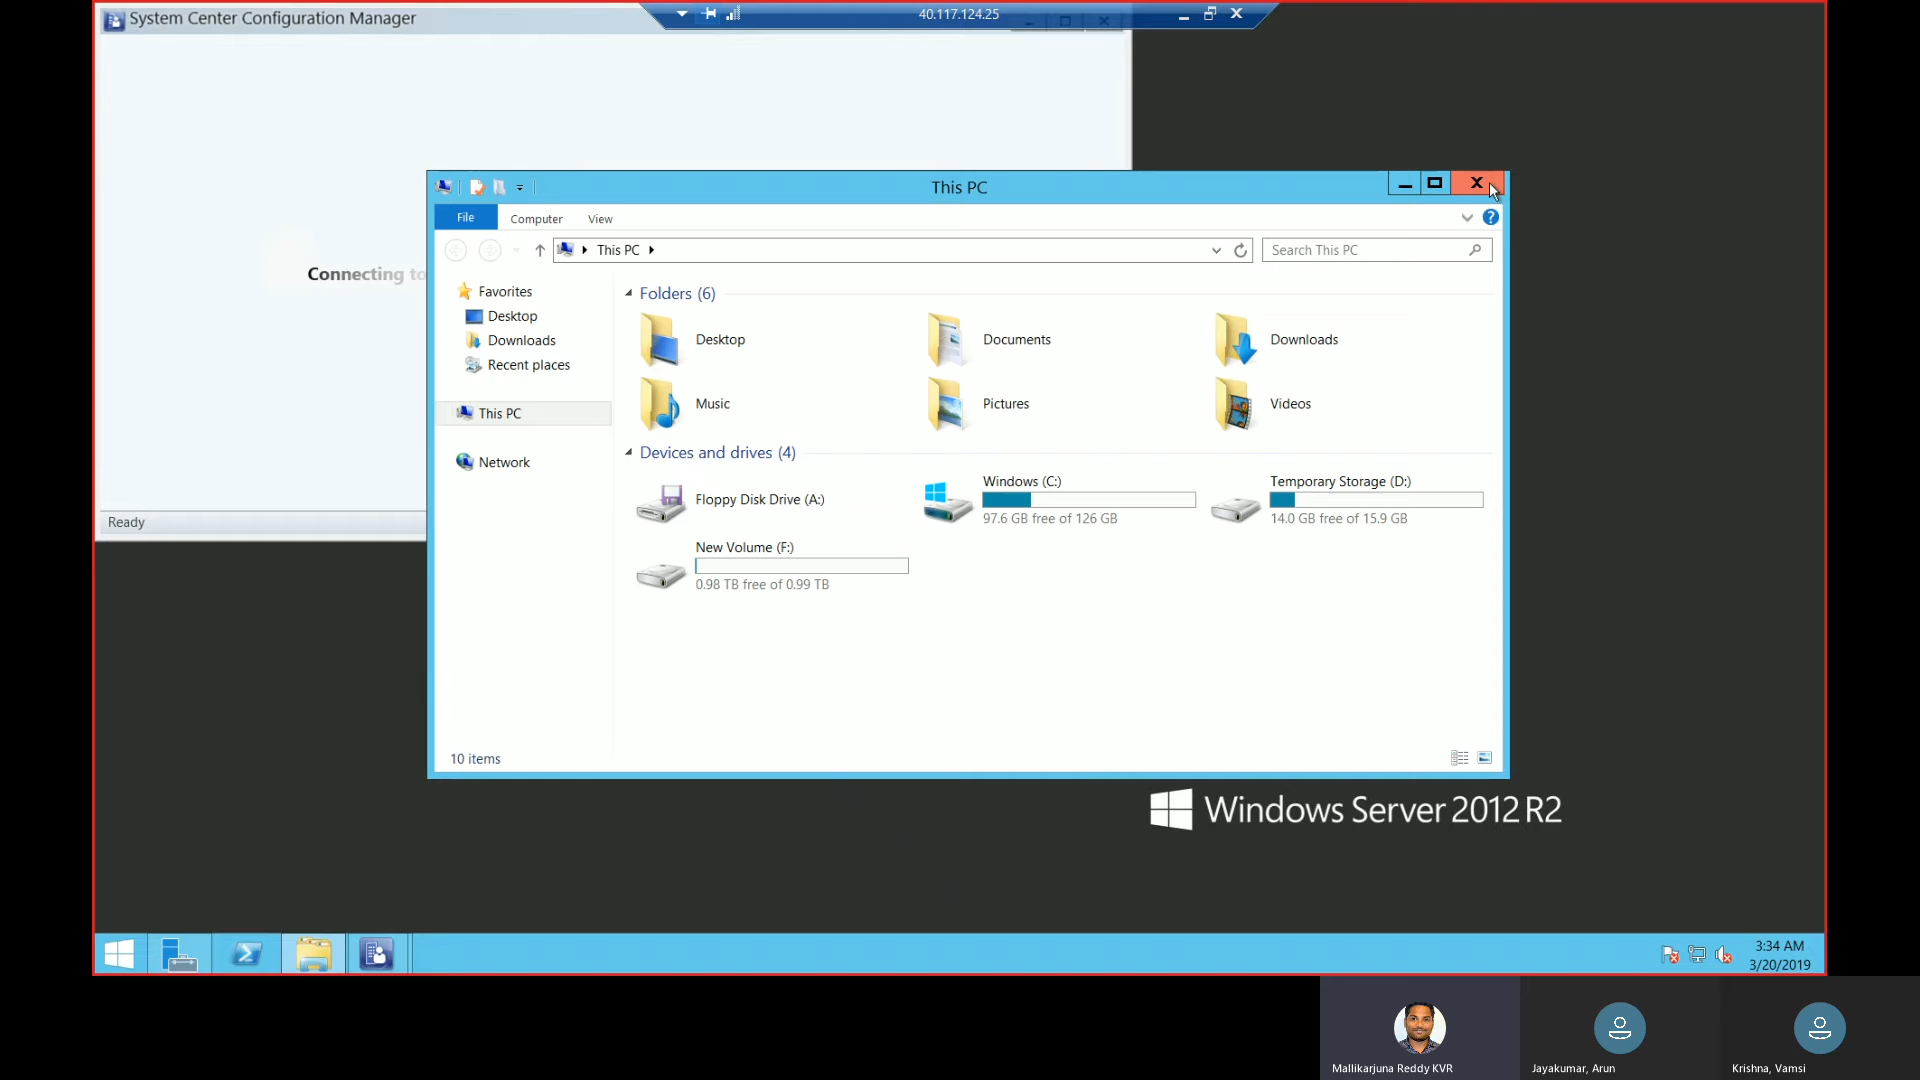 System Center Configuration Manager
40.117.124.25
This PC
File
Computer
View
This PC
Search This PC
Connecting to
Favorites
Desktop
Downloads
Recent places
This PC
Network
Folders (6)
Desktop
Documents
Downloads
Music
Pictures
Videos
Devices and drives (4)
Floppy Disk Drive (A:)
Windows (C:)
97.6 GB free of 126 GB
Temporary Storage (D:)
14.0 GB free of 15.9 GB
New Volume (F:)
0.98 TB free of 0.99 TB
Ready
10 items
Windows Server 2012 R2
3:34 AM
3/20/2019
Mallikarjuna Reddy KVR
Jayakumar, Arun
Krishna, Vamsi